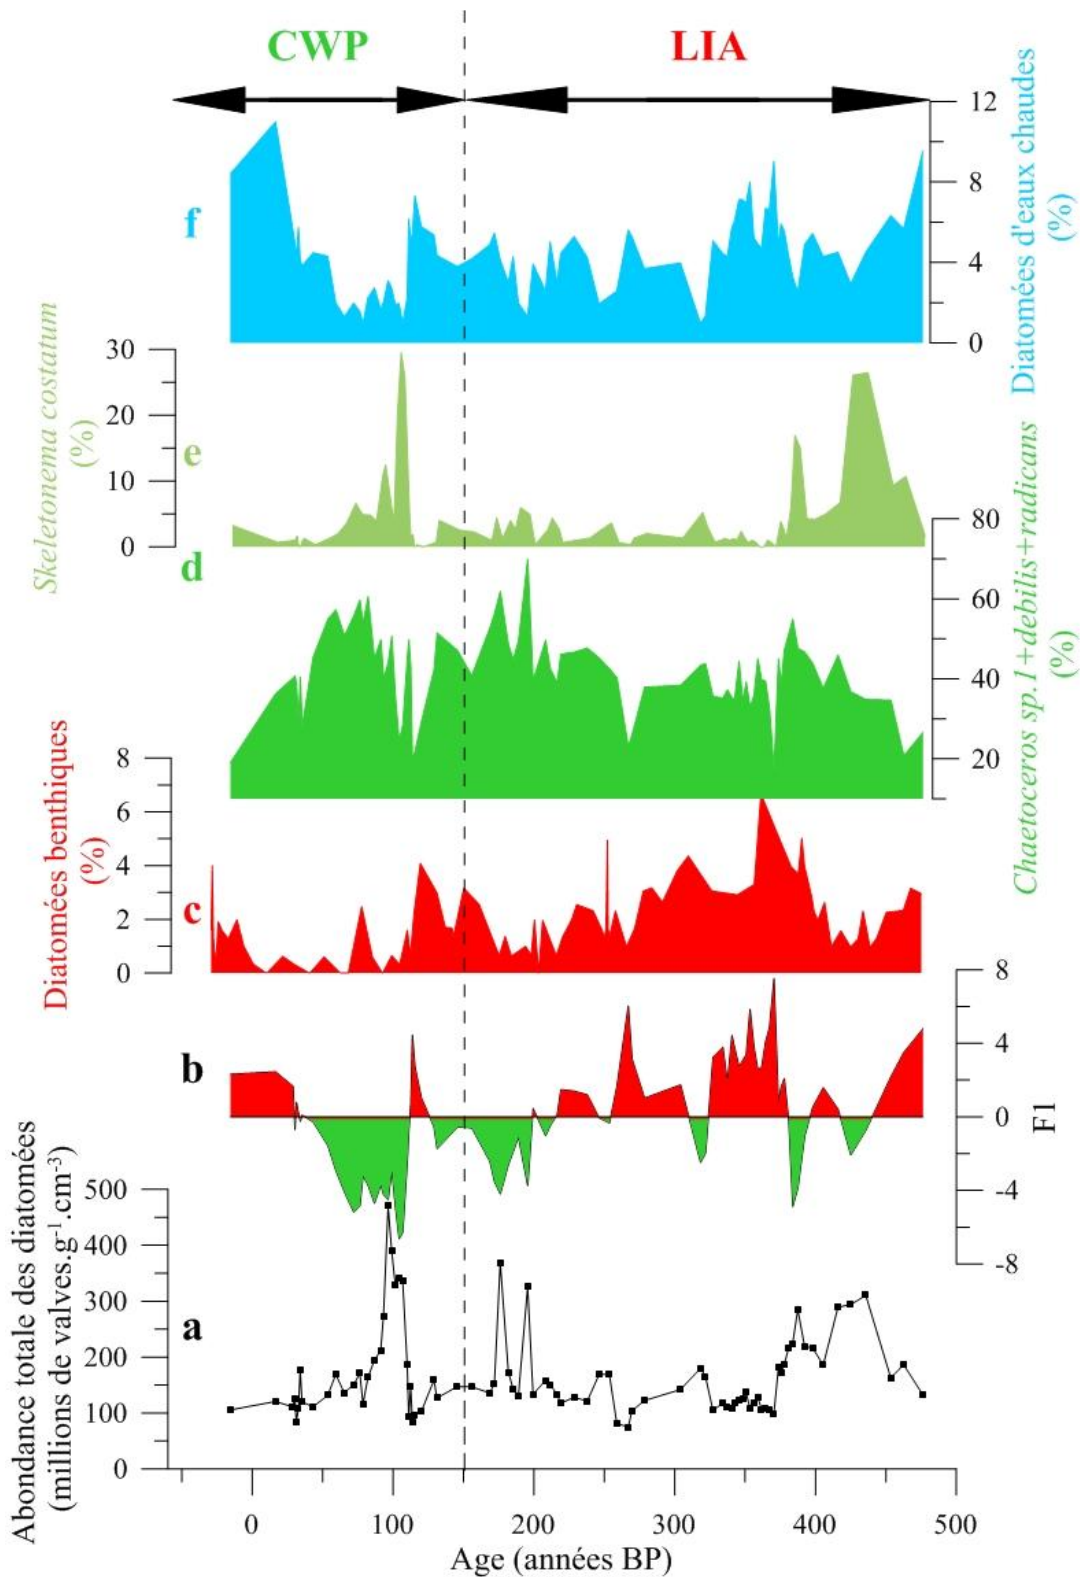 CWP
LIA
12
8
4
0
Diatomées d'eaux chaudes
(%)
f
Skeletonema costatum
(%)
30
20
10
0
e
80
60
40
20
Chaetoceros sp.1+debilis+radicans
(%)
d
Diatomées benthiques
(%)
8
6
4
2
0
c
8
4
0
-4
-8
F1
b
Abondance totale des diatomées
(millions de valves.g⁻¹.cm⁻³)
500
400
300
200
100
0
a
0 100 200 300 400 500
Age (années BP)